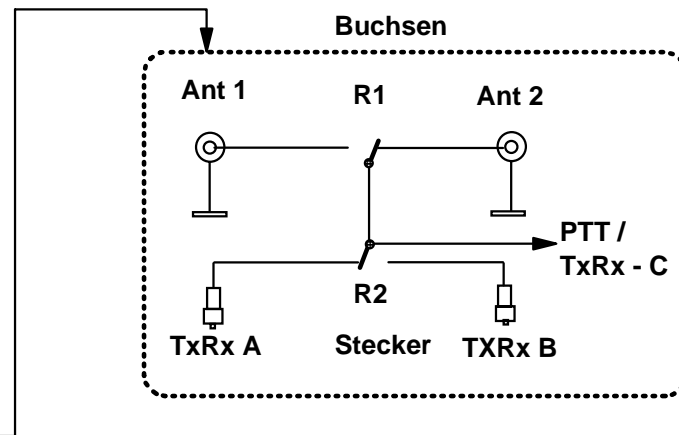 Buchsen
Ant 1
R1
Ant 2
PTT /
TxRx - C
R2
TxRx A
Stecker
TXRx B